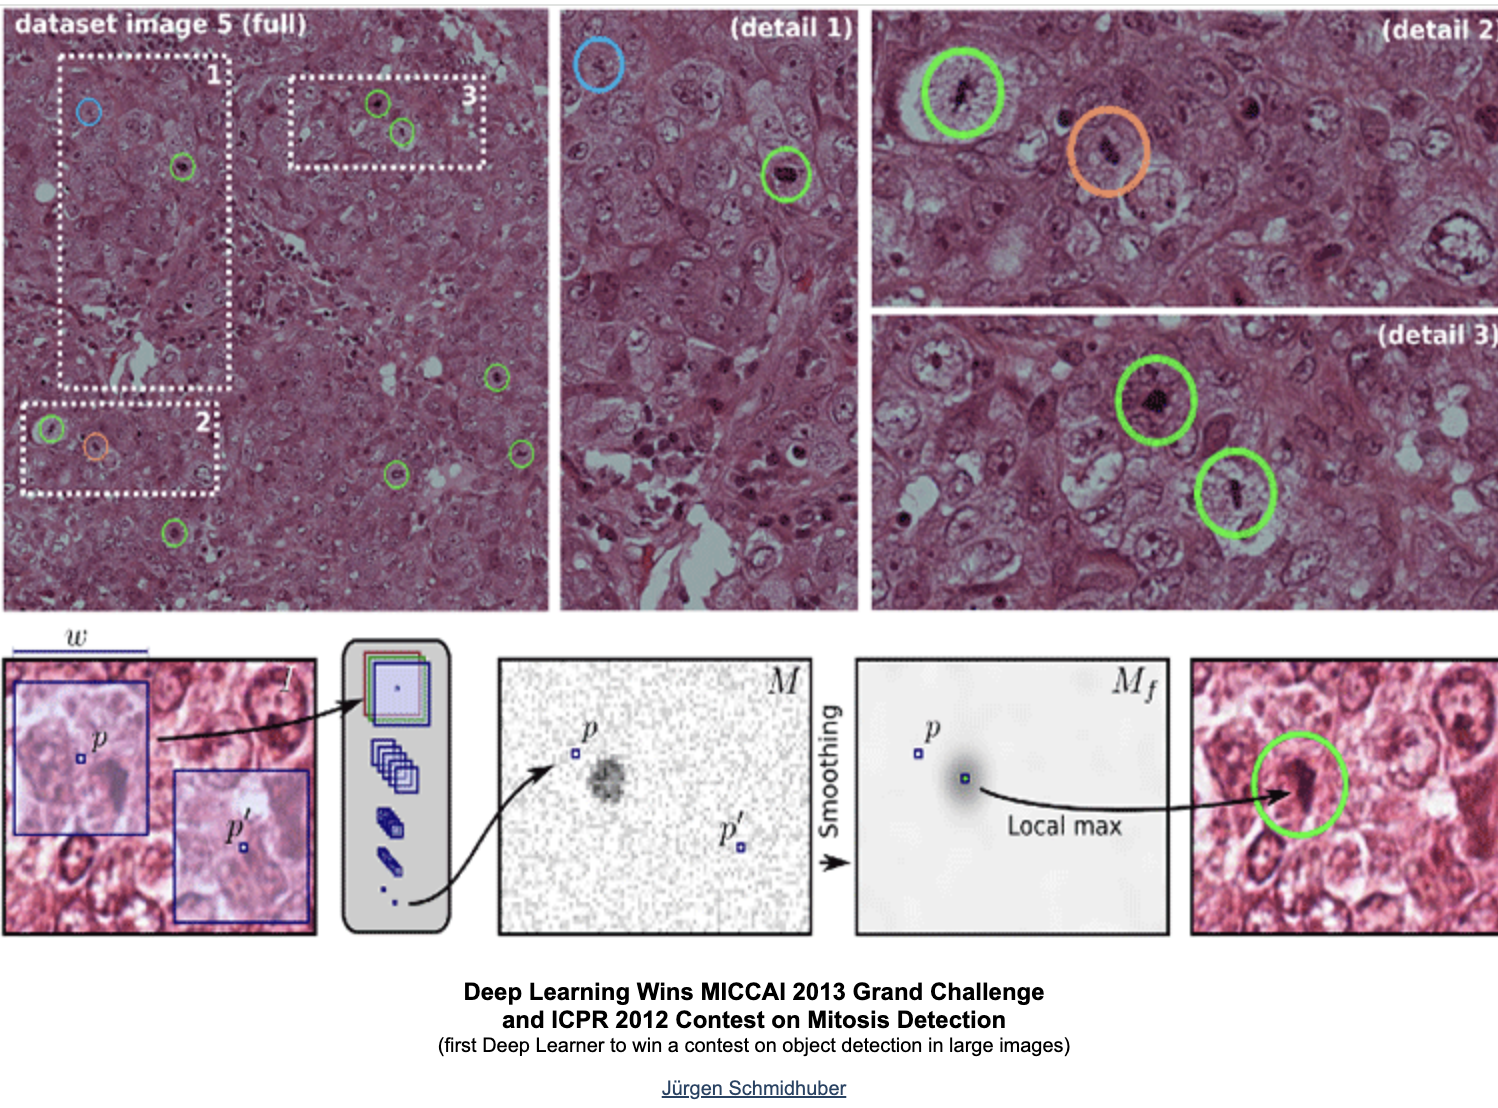 dataset image 5 (full)
1
3
2
(detail 1)
(detail 2)
(detail 3)
w
I
p
p′
M
p
p′
Smoothing
M_f
p
Local max
Deep Learning Wins MICCAI 2013 Grand Challenge
and ICPR 2012 Contest on Mitosis Detection
(first Deep Learner to win a contest on object detection in large images)
Jürgen Schmidhuber